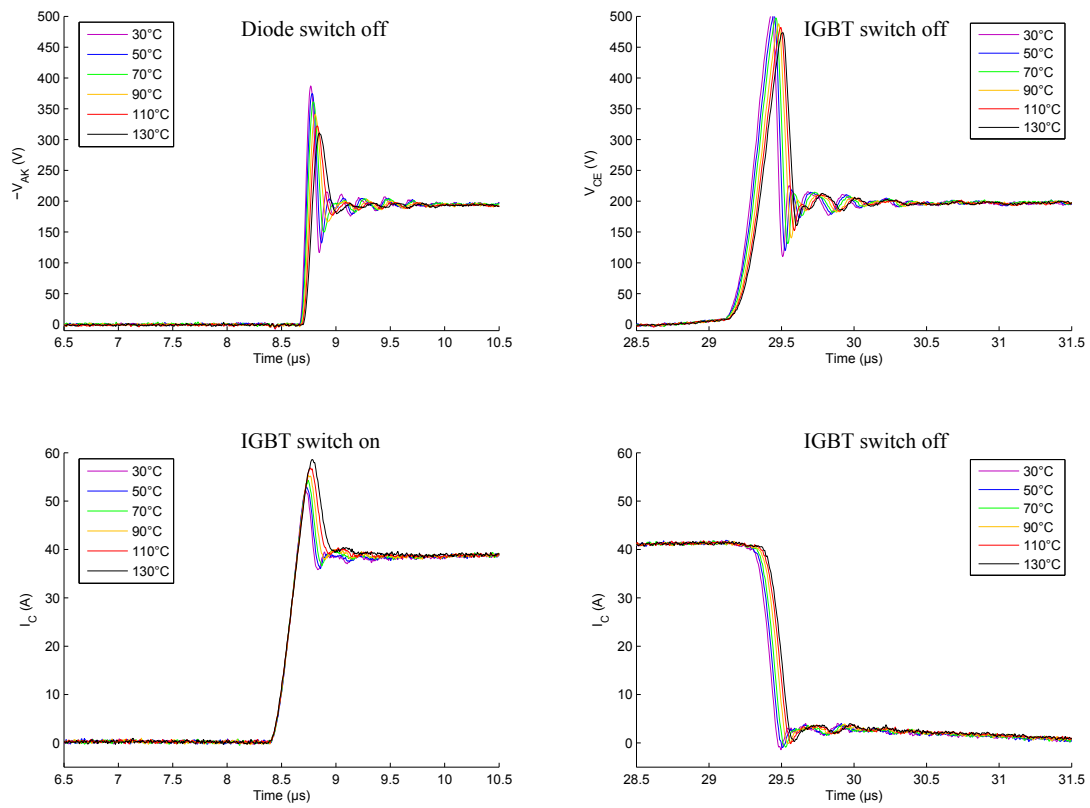 Diode switch off
500
450
400
350
300
250
200
150
100
50
0
−V_AK (V)
30°C
50°C
70°C
90°C
110°C
130°C
6.5 7 7.5 8 8.5 9 9.5 10 10.5
Time (µs)
IGBT switch off
500
450
400
350
300
250
200
150
100
50
0
V_CE (V)
30°C
50°C
70°C
90°C
110°C
130°C
28.5 29 29.5 30 30.5 31 31.5
Time (µs)
IGBT switch on
60
50
40
30
20
10
0
I_C (A)
30°C
50°C
70°C
90°C
110°C
130°C
6.5 7 7.5 8 8.5 9 9.5 10 10.5
Time (µs)
IGBT switch off
60
50
40
30
20
10
0
I_C (A)
30°C
50°C
70°C
90°C
110°C
130°C
28.5 29 29.5 30 30.5 31 31.5
Time (µs)